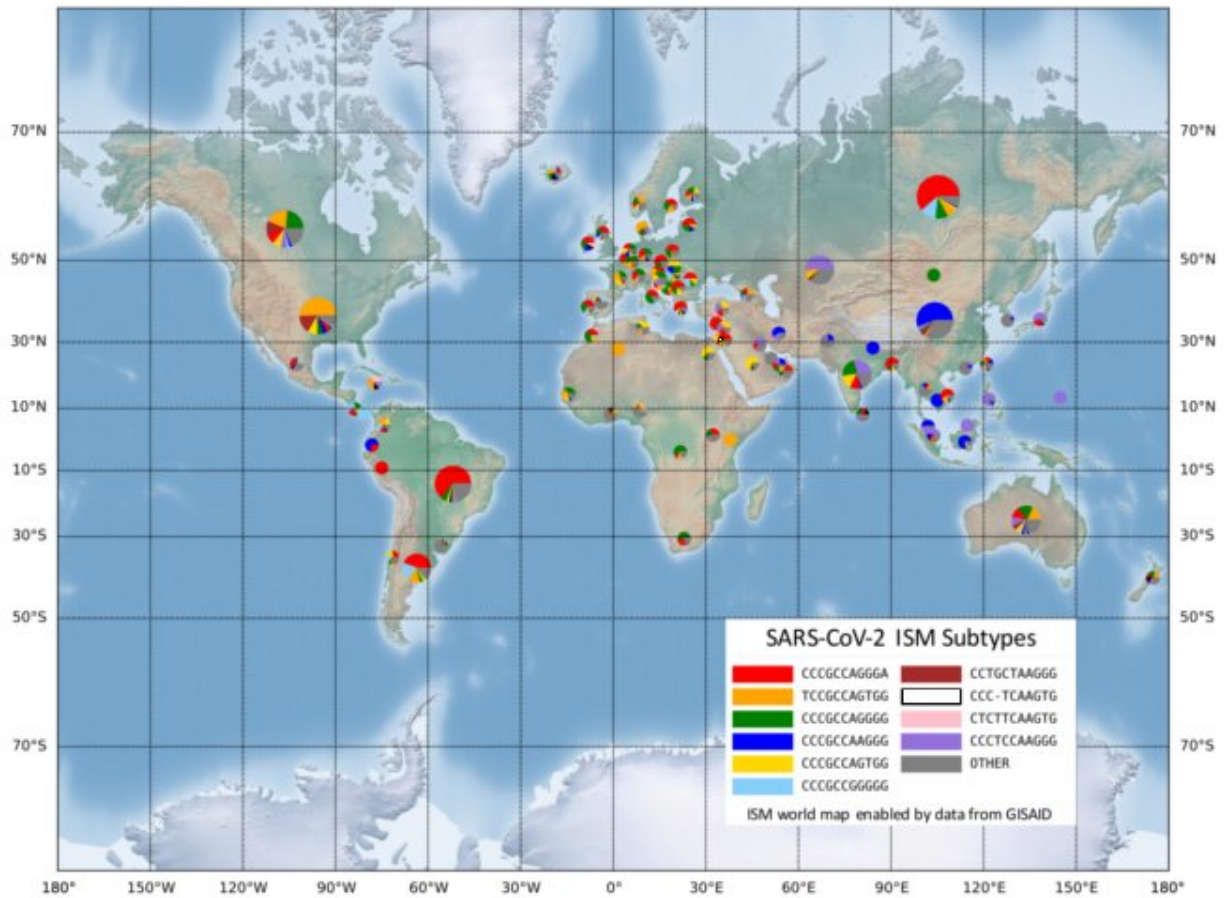 70°N
70°N
50°N
50°N
30°N
30°N
10°N
10°N
10°S
10°S
30°S
30°S
50°S
50°S
SARS-CoV-2 ISM Subtypes
CCCGCCAGGGA
CCTGCTAAGGG
TCCGCCAGTGG
CCC-TCAAGTG
CCCGCCAGGGG
CTCTTCAAGTG
CCCGCCAAGGG
CCCTCCAAGGG
CCCGCCAGTGG
OTHER
CCCGCCGGGGG
ISM world map enabled by data from GISAID
70°S
70°S
180° 150°W 120°W 90°W 60°W 30°W 0° 30°E 60°E 90°E 120°E 150°E 180°